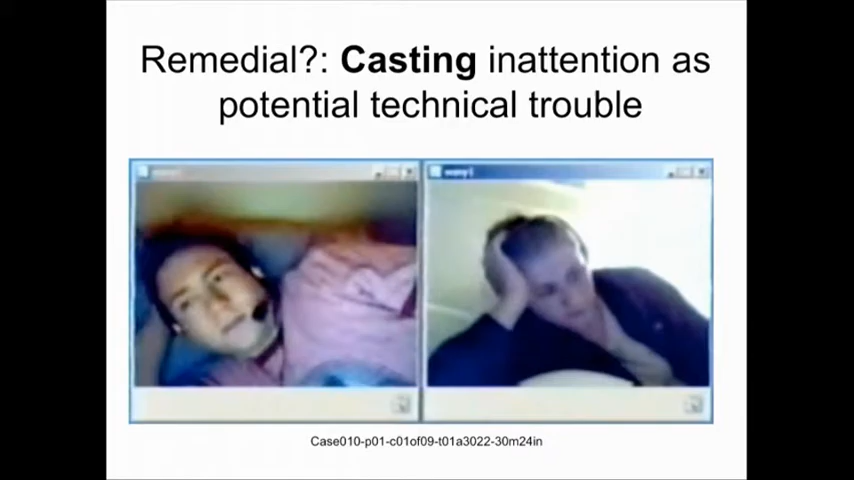 Remedial?: Casting inattention as
potential technical trouble
Case010-p01-c01of09-t01a3022-30m24in